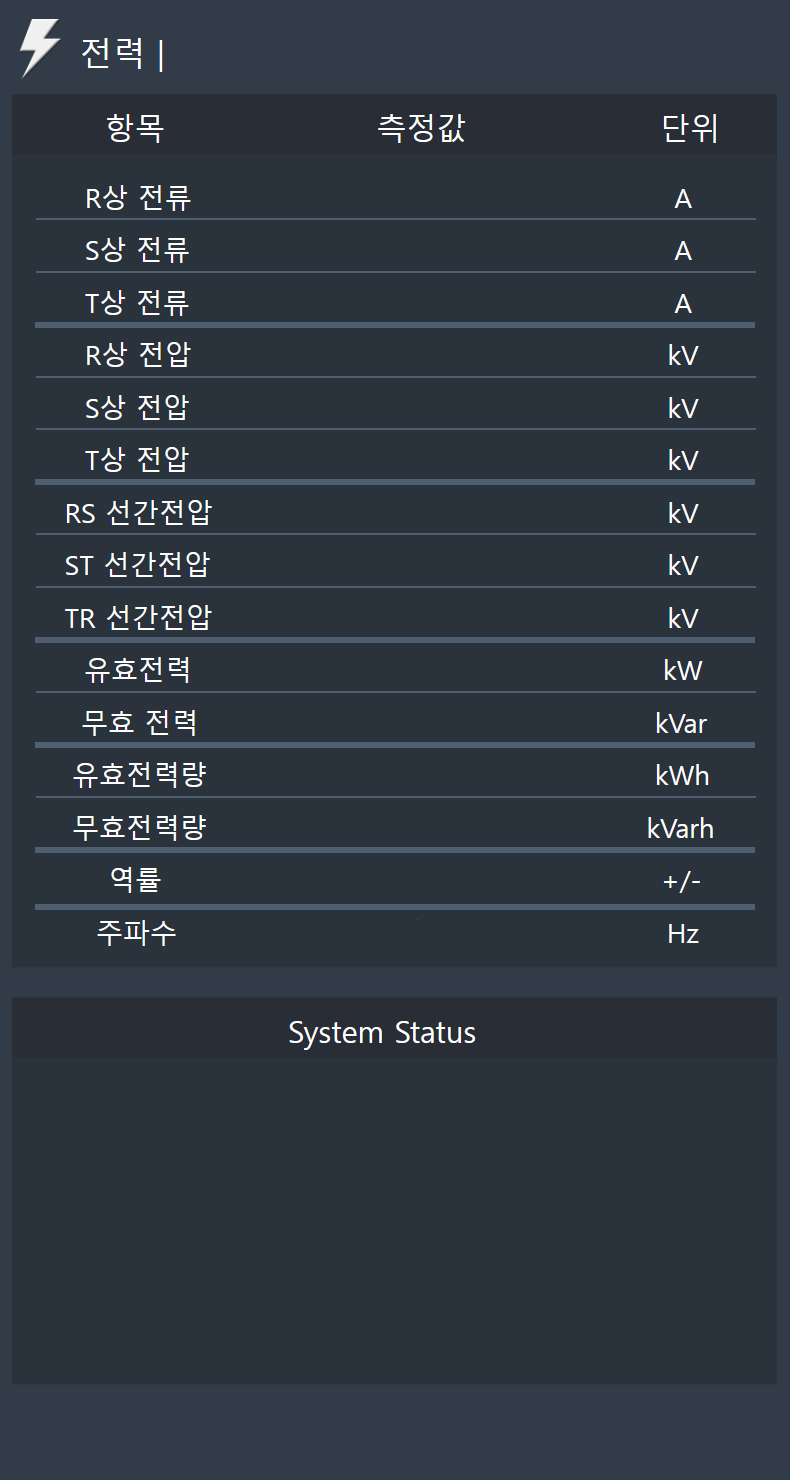 전력 |
항목 측정값 단위
R상 전류 A
S상 전류 A
T상 전류 A
R상 전압 kV
S상 전압 kV
T상 전압 kV
RS 선간전압 kV
ST 선간전압 kV
TR 선간전압 kV
유효전력 kW
무효 전력 kVar
유효전력량 kWh
무효전력량 kVarh
역률 +/-
주파수 Hz
System Status